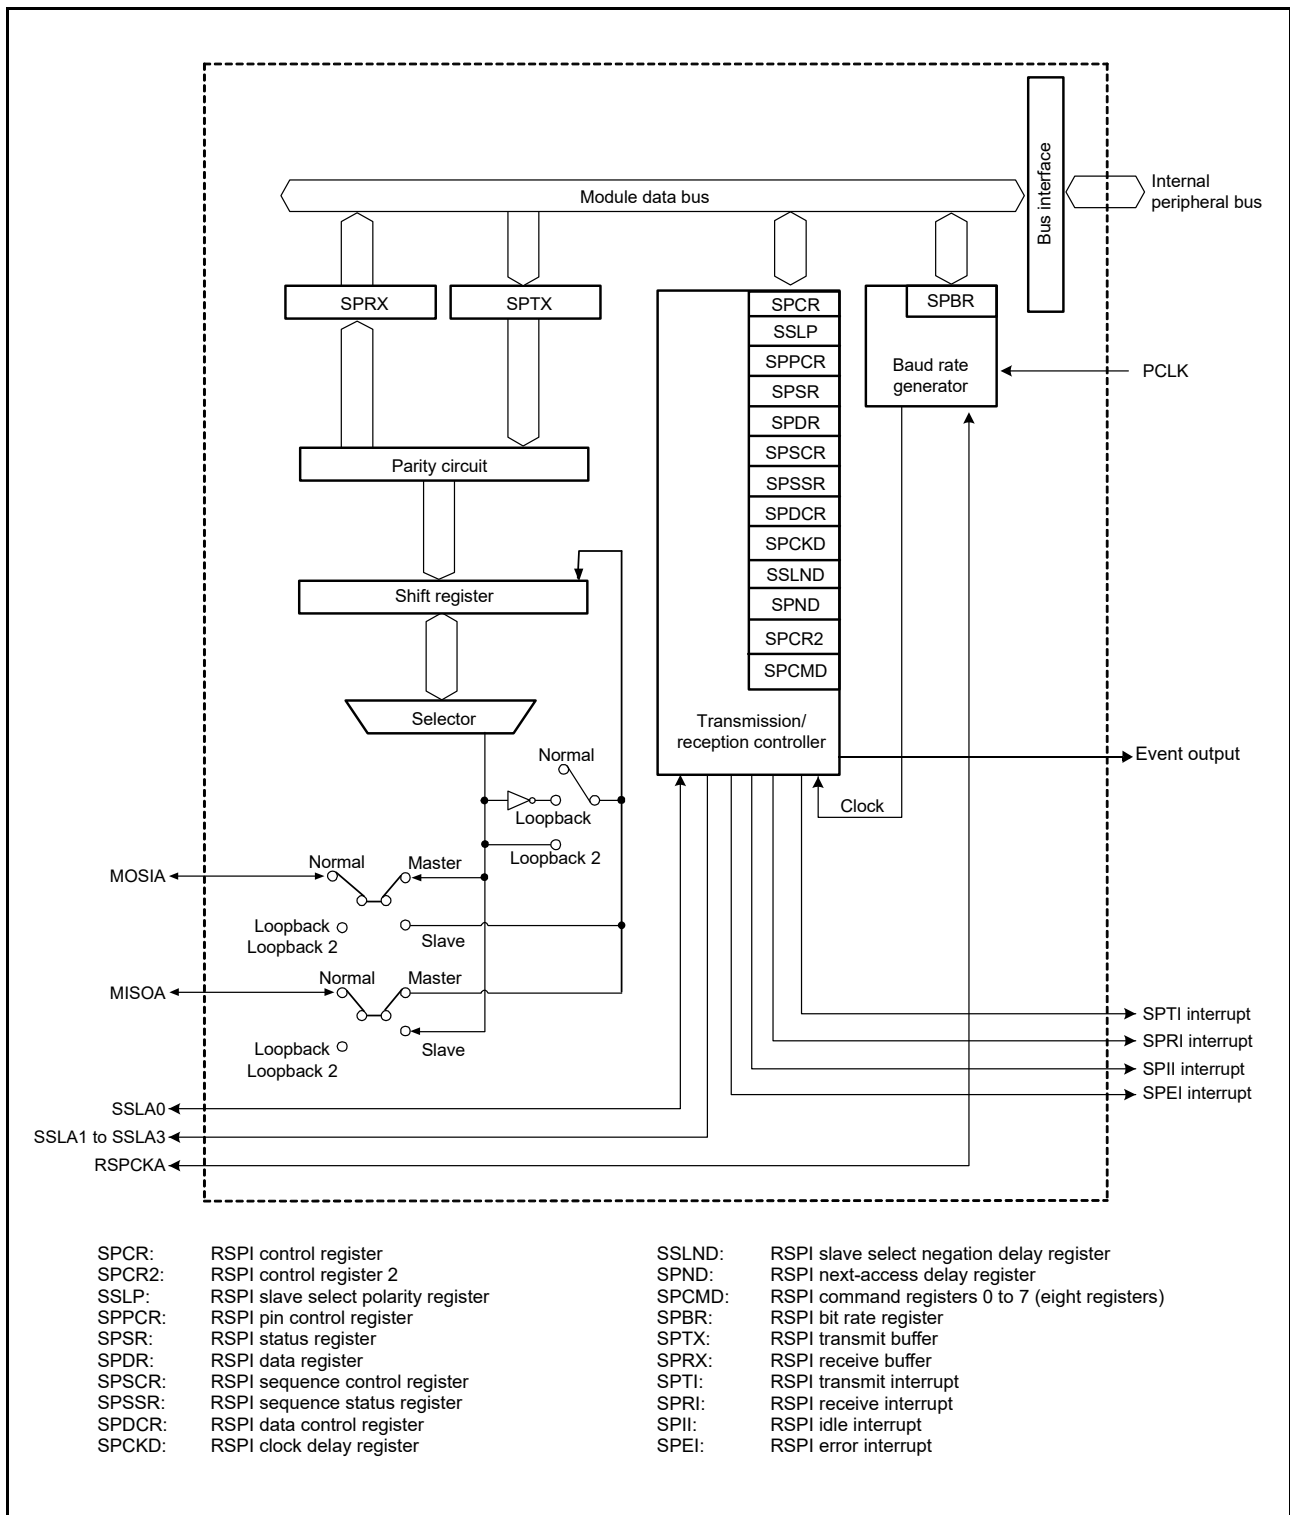 Bus interface
Internal
peripheral bus
Module data bus
SPRX
SPTX
SPCR
SSLP
SPPCR
SPSR
SPDR
SPSCR
SPSSR
SPDCR
SPCKD
SSLND
SPND
SPCR2
SPCMD
Transmission/
reception controller
SPBR
Baud rate
generator
PCLK
Parity circuit
Shift register
Selector
Normal
Loopback
Loopback 2
Clock
Event output
MOSIA
Normal
Master
Loopback
Loopback 2
Slave
MISOA
Normal
Master
Loopback
Loopback 2
Slave
SPTI interrupt
SPRI interrupt
SPII interrupt
SPEI interrupt
SSLA0
SSLA1 to SSLA3
RSPCKA
SPCR: RSPI control register
SPCR2: RSPI control register 2
SSLP: RSPI slave select polarity register
SPPCR: RSPI pin control register
SPSR: RSPI status register
SPDR: RSPI data register
SPSCR: RSPI sequence control register
SPSSR: RSPI sequence status register
SPDCR: RSPI data control register
SPCKD: RSPI clock delay register
SSLND: RSPI slave select negation delay register
SPND: RSPI next-access delay register
SPCMD: RSPI command registers 0 to 7 (eight registers)
SPBR: RSPI bit rate register
SPTX: RSPI transmit buffer
SPRX: RSPI receive buffer
SPTI: RSPI transmit interrupt
SPRI: RSPI receive interrupt
SPII: RSPI idle interrupt
SPEI: RSPI error interrupt